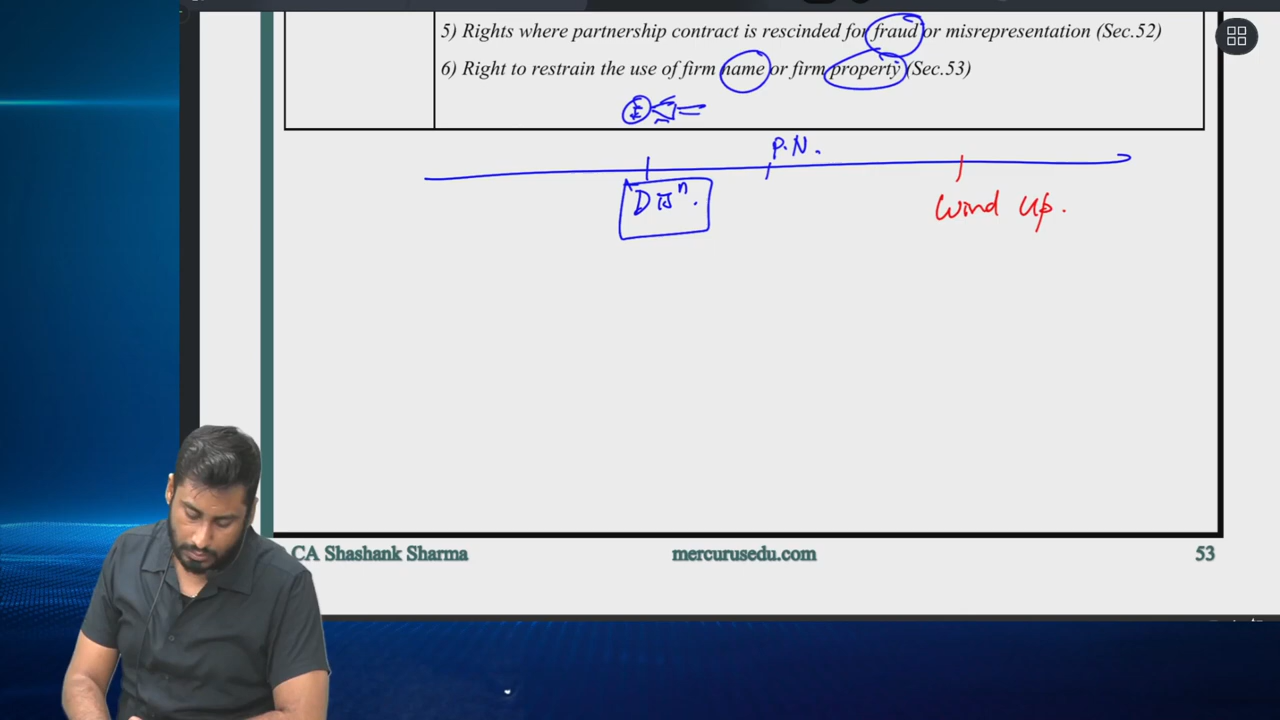 5) Rights where partnership contract is rescinded for fraud or misrepresentation (Sec.52)
6) Right to restrain the use of firm name or firm property (Sec.53)
P.N.
Wind up.
CA Shashank Sharma
mercurusedu.com
53